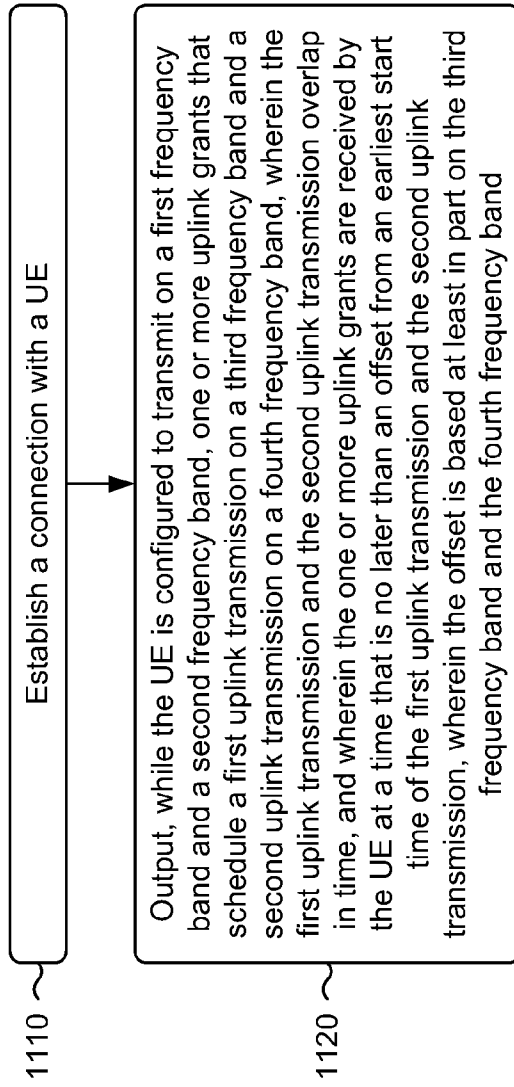 1110
Establish a connection with a UE
1120
Output, while the UE is configured to transmit on a first frequency
band and a second frequency band, one or more uplink grants that
schedule a first uplink transmission on a third frequency band and a
second uplink transmission on a fourth frequency band, wherein the
first uplink transmission and the second uplink transmission overlap
in time, and wherein the one or more uplink grants are received by
the UE at a time that is no later than an offset from an earliest start
time of the first uplink transmission and the second uplink
transmission, wherein the offset is based at least in part on the third
frequency band and the fourth frequency band